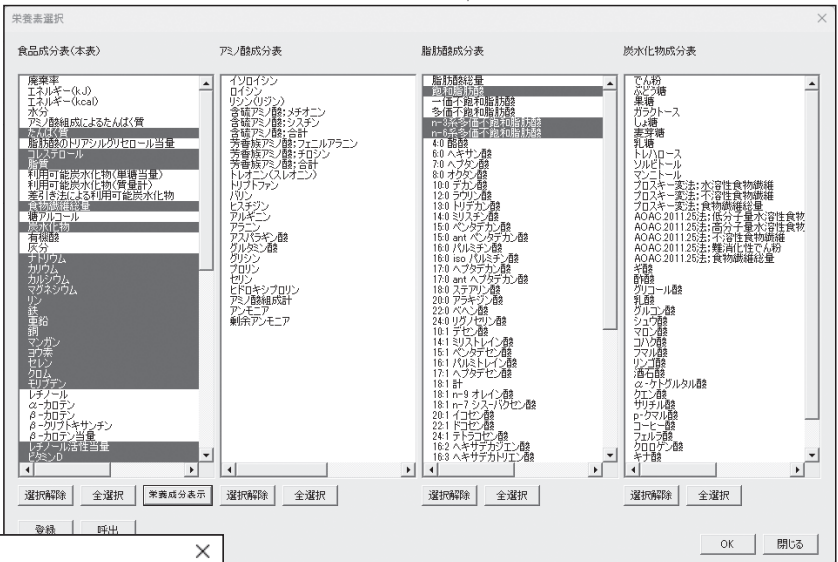 栄養素選択
食品成分表(本表)
廃棄率
エネルギー(kJ)
エネルギー(kcal)
水分
アミノ酸組成によるたんぱく質
たんぱく質
脂肪酸のトリアシルグリセロール当量
コレステロール
脂質
利用可能炭水化物(単糖当量)
利用可能炭水化物(質量計)
差引き法による利用可能炭水化物
食物繊維総量
糖アルコール
炭水化物
有機酸
灰分
ナトリウム
カリウム
カルシウム
マグネシウム
リン
鉄
亜鉛
銅
マンガン
ヨウ素
セレン
クロム
モリブデン
レチノール
α-カロテン
β-カロテン
β-クリプトキサンチン
β-カロテン当量
レチノール活性当量
ビタミンD
選択解除
全選択
栄養成分表示
登録
呼出
アミノ酸成分表
イソロイシン
ロイシン
リシン(リジン)
含硫アミノ酸:メチオニン
含硫アミノ酸:シスチン
含硫アミノ酸:合計
芳香族アミノ酸:フェニルアラニン
芳香族アミノ酸:チロシン
芳香族アミノ酸:合計
トレオニン(スレオニン)
トリプトファン
バリン
ヒスチジン
アルギニン
アラニン
アスパラギン酸
グルタミン酸
グリシン
プロリン
セリン
ヒドロキシプロリン
アミノ酸組成計
アンモニア
剰余アンモニア
選択解除
全選択
脂肪酸成分表
脂肪酸総量
飽和脂肪酸
一価不飽和脂肪酸
多価不飽和脂肪酸
n-3系多価不飽和脂肪酸
n-6系多価不飽和脂肪酸
4:0 酪酸
6:0 ヘキサン酸
7:0 ヘプタン酸
8:0 オクタン酸
10:0 デカン酸
12:0 ラウリン酸
13:0 トリデカン酸
14:0 ミリスチン酸
15:0 ペンタデカン酸
15:0 ant ペンタデカン酸
16:0 パルミチン酸
16:0 iso パルミチン酸
17:0 ヘプタデカン酸
17:0 ant ヘプタデカン酸
18:0 ステアリン酸
20:0 アラキジン酸
22:0 ベヘン酸
24:0 リグノセリン酸
10:1 デセン酸
14:1 ミリストレイン酸
15:1 ペンタデセン酸
16:1 パルミトレイン酸
17:1 ヘプタデセン酸
18:1 計
18:1 n-9 オレイン酸
18:1 n-7 シス-バクセン酸
20:1 イコセン酸
22:1 ドコセン酸
24:1 テトラコセン酸
16:2 ヘキサデカジエン酸
16:3 ヘキサデカトリエン酸
選択解除
全選択
炭水化物成分表
でん粉
ぶどう糖
果糖
ガラクトース
しょ糖
麦芽糖
乳糖
トレハロース
ソルビトール
マンニトール
プロスキー変法:水溶性食物繊維
プロスキー変法:不溶性食物繊維
プロスキー変法:食物繊維総量
AOAC.2011.25法:低分子量水溶性食物
AOAC.2011.25法:高分子量水溶性食物
AOAC.2011.25法:不溶性食物繊維
AOAC.2011.25法:難消化性でん粉
AOAC.2011.25法:食物繊維総量
ギ酸
酢酸
グリコール酸
乳酸
グルコン酸
シュウ酸
マロン酸
コハク酸
フマル酸
リンゴ酸
酒石酸
α-ケトグルタル酸
クエン酸
サリチル酸
p-クマル酸
コーヒー酸
フェルラ酸
クロロゲン酸
キナ酸
選択解除
全選択
OK
閉じる